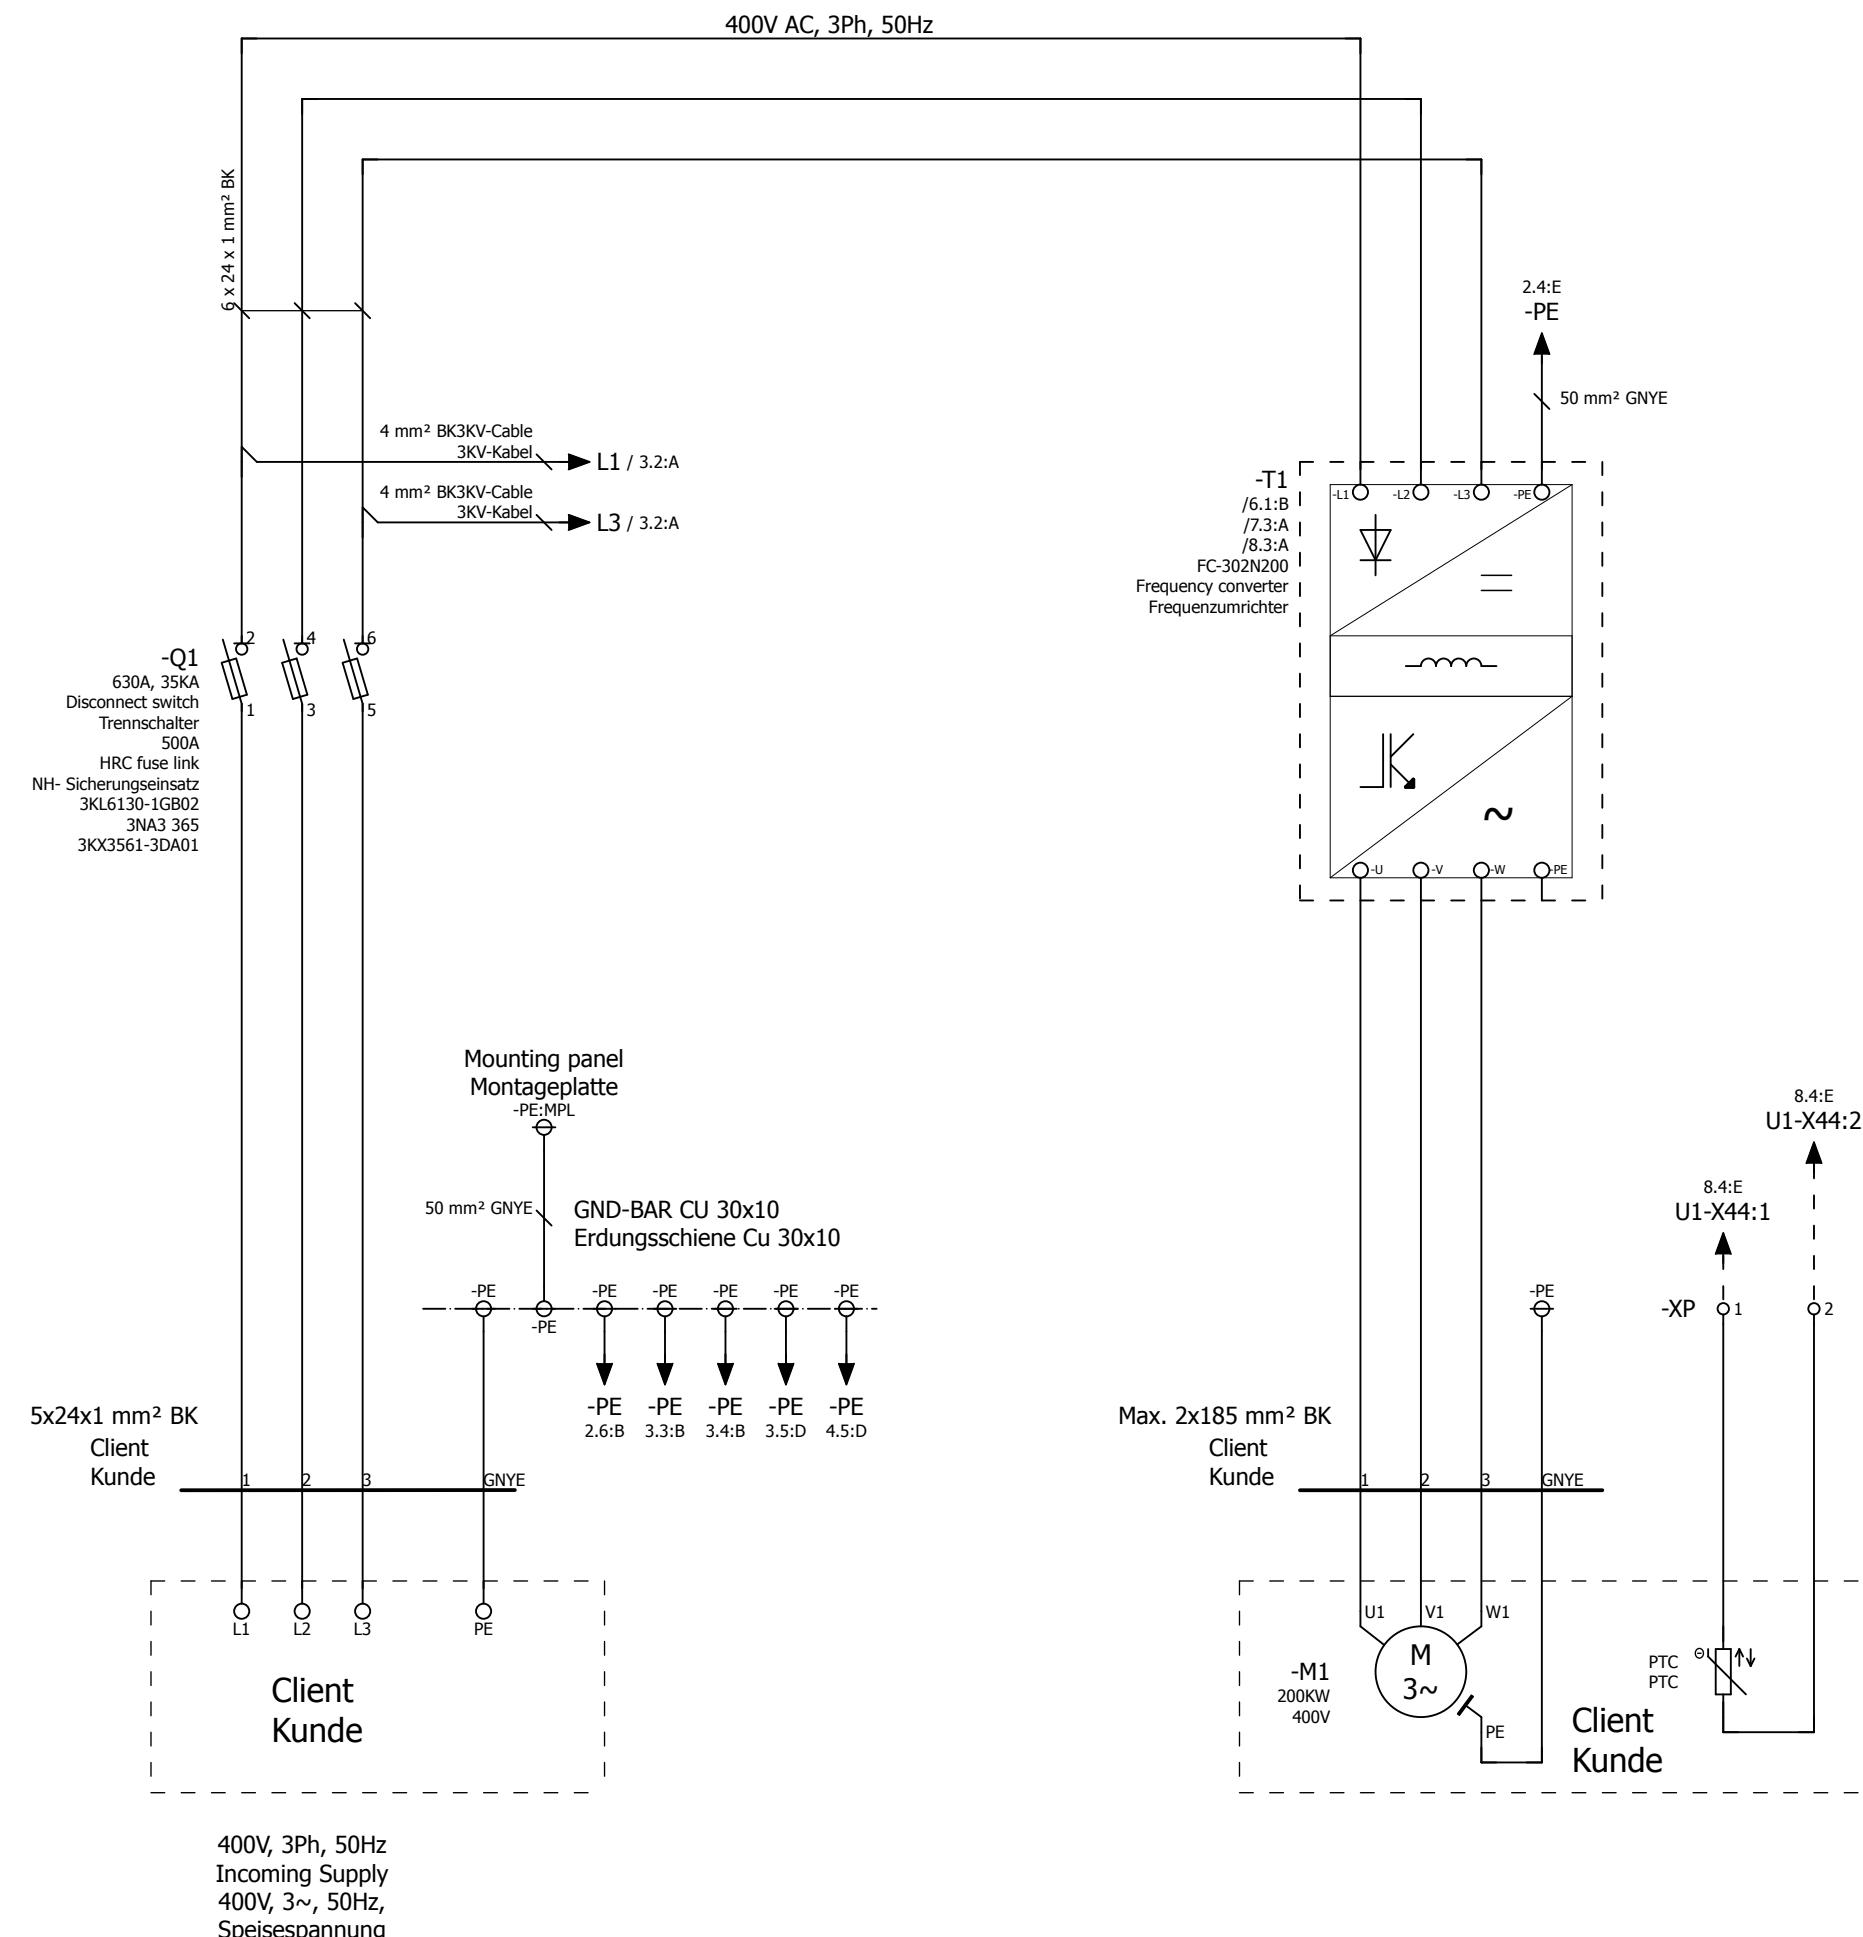 400V AC, 3Ph, 50Hz
6 x 24 x 1 mm² BK
2.4:E
-PE
50 mm² GNYE
4 mm² BK3KV-Cable
3KV-Kabel
L1 / 3.2:A
4 mm² BK3KV-Cable
3KV-Kabel
L3 / 3.2:A
-T1
/6.1:B
/7.3:A
/8.3:A
FC-302N200
Frequency converter
Frequenzumrichter
-L1
-L2
-L3
-PE
=
~
-U
-V
-W
-PE
2
4
6
-Q1
630A, 35KA
Disconnect switch
Trennschalter
500A
HRC fuse link
NH- Sicherungseinsatz
3KL6130-1GB02
3NA3 365
3KX3561-3DA01
1
3
5
Mounting panel
Montageplatte
-PE:MPL
50 mm² GNYE
GND-BAR CU 30x10
Erdungsschiene Cu 30x10
-PE
-PE
-PE
-PE
-PE
-PE
-PE
-PE
2.6:B
-PE
3.3:B
-PE
3.4:B
-PE
3.5:D
-PE
4.5:D
8.4:E
U1-X44:2
8.4:E
U1-X44:1
-PE
-XP
1
2
5x24x1 mm² BK
Client
Kunde
1
2
3
GNYE
Max. 2x185 mm² BK
Client
Kunde
1
2
3
GNYE
L1
L2
L3
PE
Client
Kunde
U1
V1
W1
M
3~
-M1
200KW
400V
PE
PTC
PTC
Θ
Client
Kunde
400V, 3Ph, 50Hz
Incoming Supply
400V, 3~, 50Hz,
Speisespannung